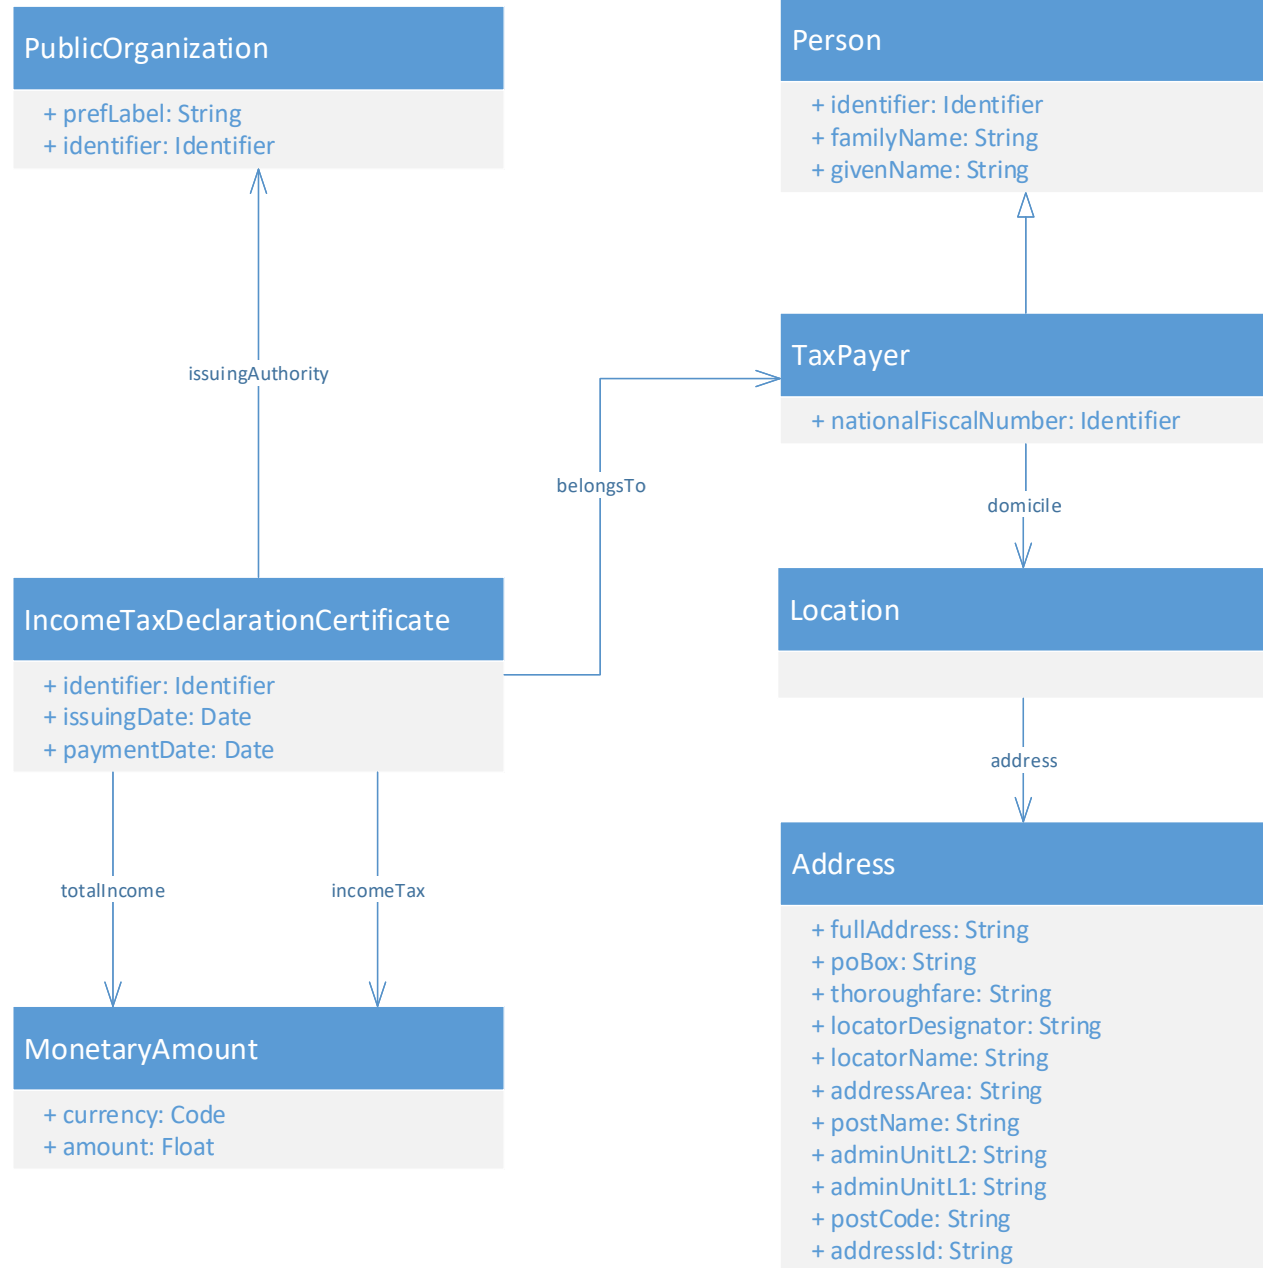 PublicOrganization
+ prefLabel: String
+ identifier: Identifier
Person
+ identifier: Identifier
+ familyName: String
+ givenName: String
issuingAuthority
TaxPayer
+ nationalFiscalNumber: Identifier
belongsTo
domicile
IncomeTaxDeclarationCertificate
+ identifier: Identifier
+ issuingDate: Date
+ paymentDate: Date
Location
address
totalIncome
incomeTax
MonetaryAmount
+ currency: Code
+ amount: Float
Address
+ fullAddress: String
+ poBox: String
+ thoroughfare: String
+ locatorDesignator: String
+ locatorName: String
+ addressArea: String
+ postName: String
+ adminUnitL2: String
+ adminUnitL1: String
+ postCode: String
+ addressId: String